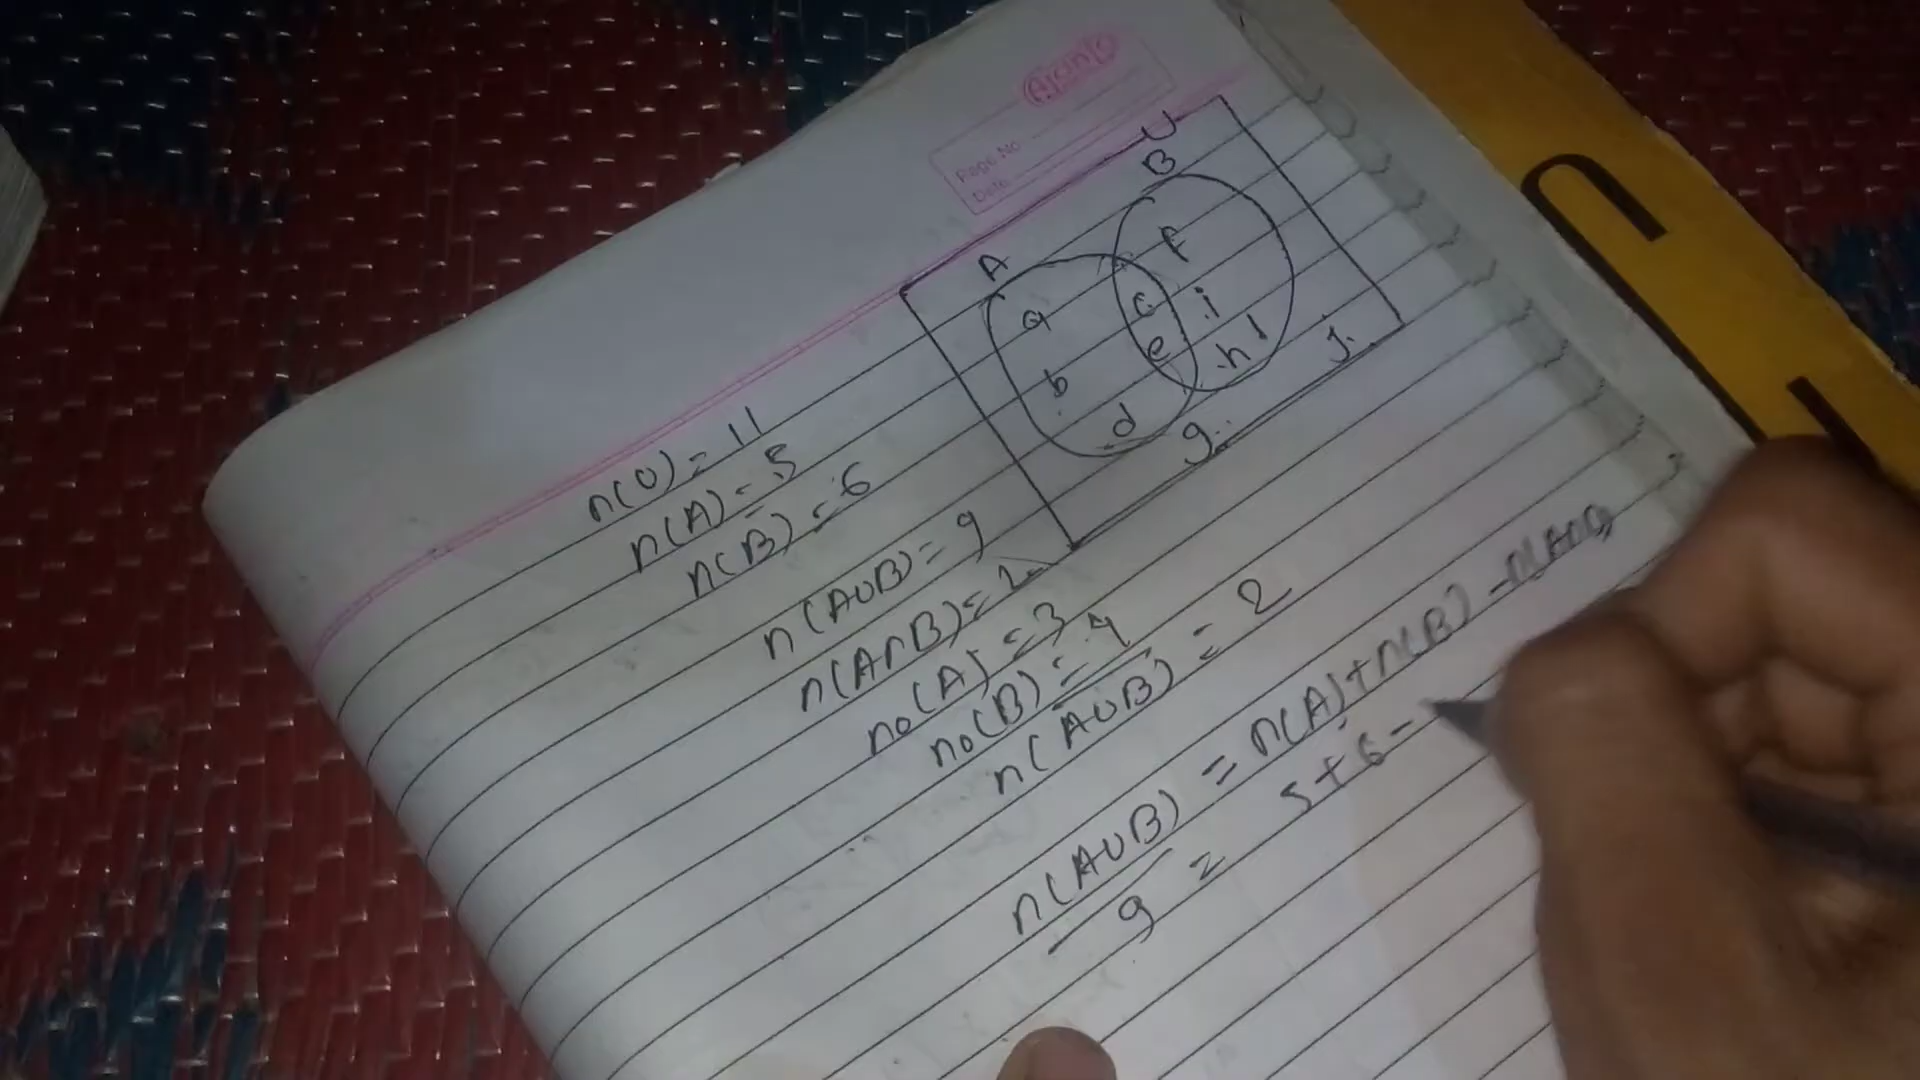 Page No
Date
U
A B
a c f
b e i
d h l
g j
n(U) = 11
n(A) = 5
n(B) = 6
n(A∪B) = 9
n(A∩B) = 2
no(A) = 3
no(B) = 4
n(A∪B) = 2
n(A∪B) = n(A) + n(B) - n(A∩B)
9 = 5 + 6 -